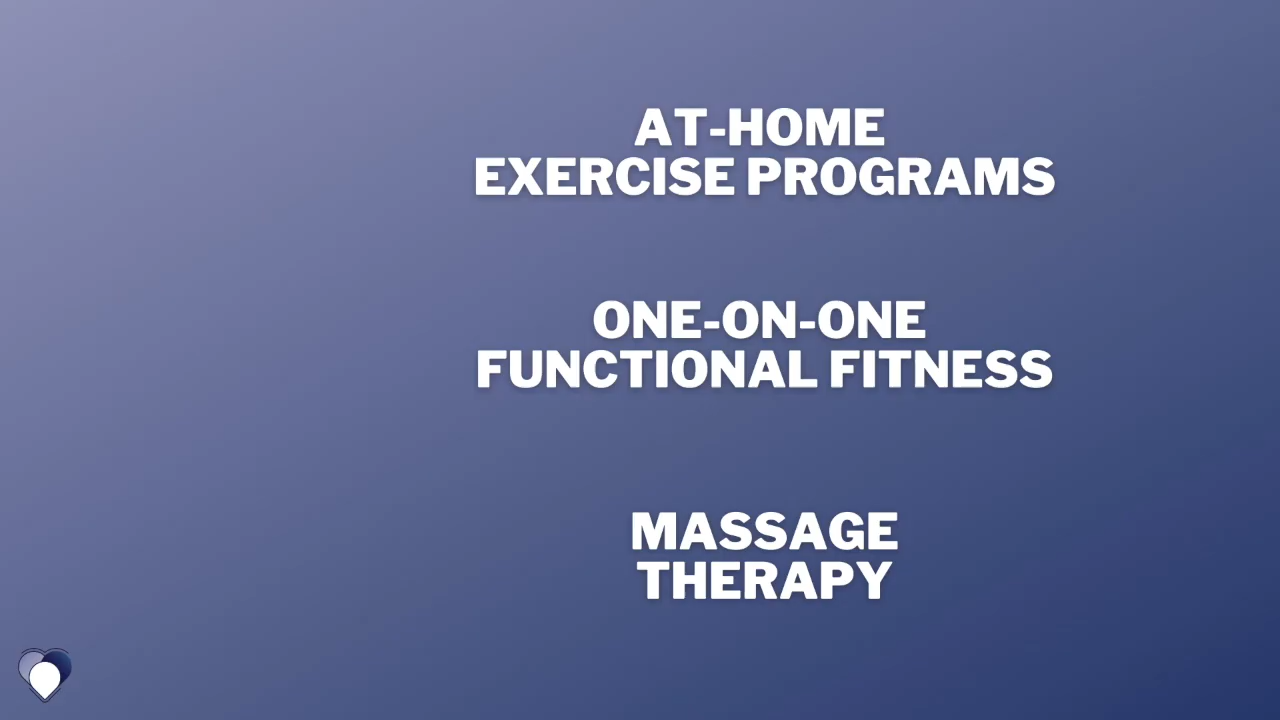 AT-HOME
EXERCISE PROGRAMS
ONE-ON-ONE
FUNCTIONAL FITNESS
MASSAGE
THERAPY